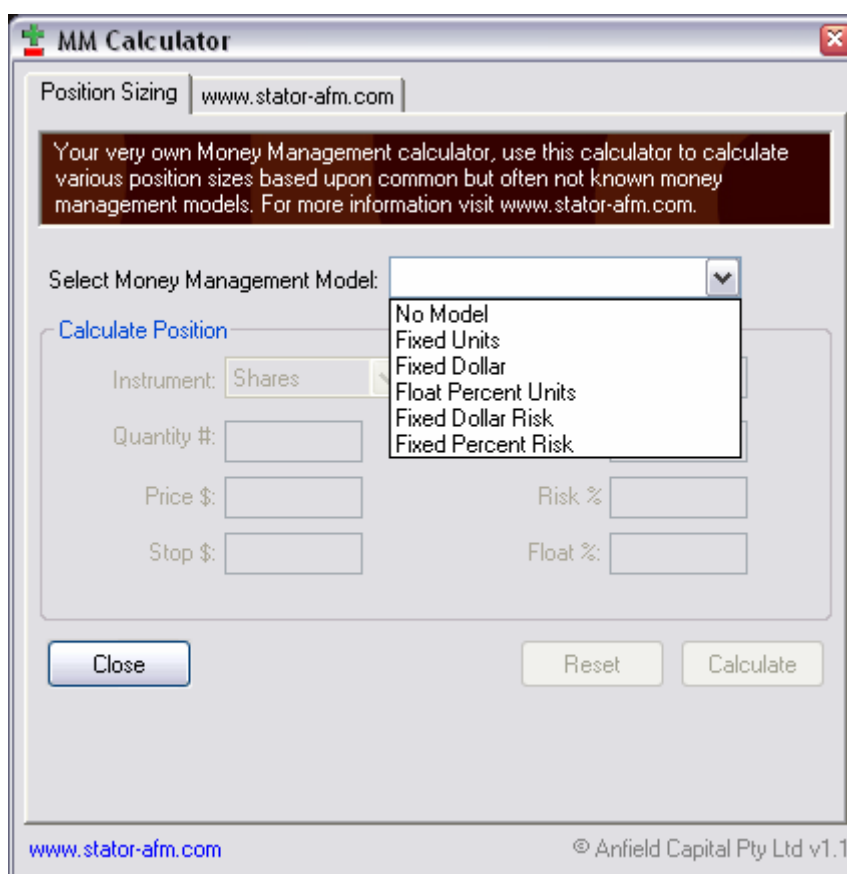 MM Calculator
Position Sizing
www.stator-afm.com
Your very own Money Management calculator, use this calculator to calculate
various position sizes based upon common but often not known money
management models. For more information visit www.stator-afm.com.
Select Money Management Model:
No Model
Fixed Units
Fixed Dollar
Float Percent Units
Fixed Dollar Risk
Fixed Percent Risk
Calculate Position
Instrument: Shares
Quantity #:
Price $:
Risk %
Stop $:
Float %:
Close
Reset
Calculate
www.stator-afm.com
© Anfield Capital Pty Ltd v1.1